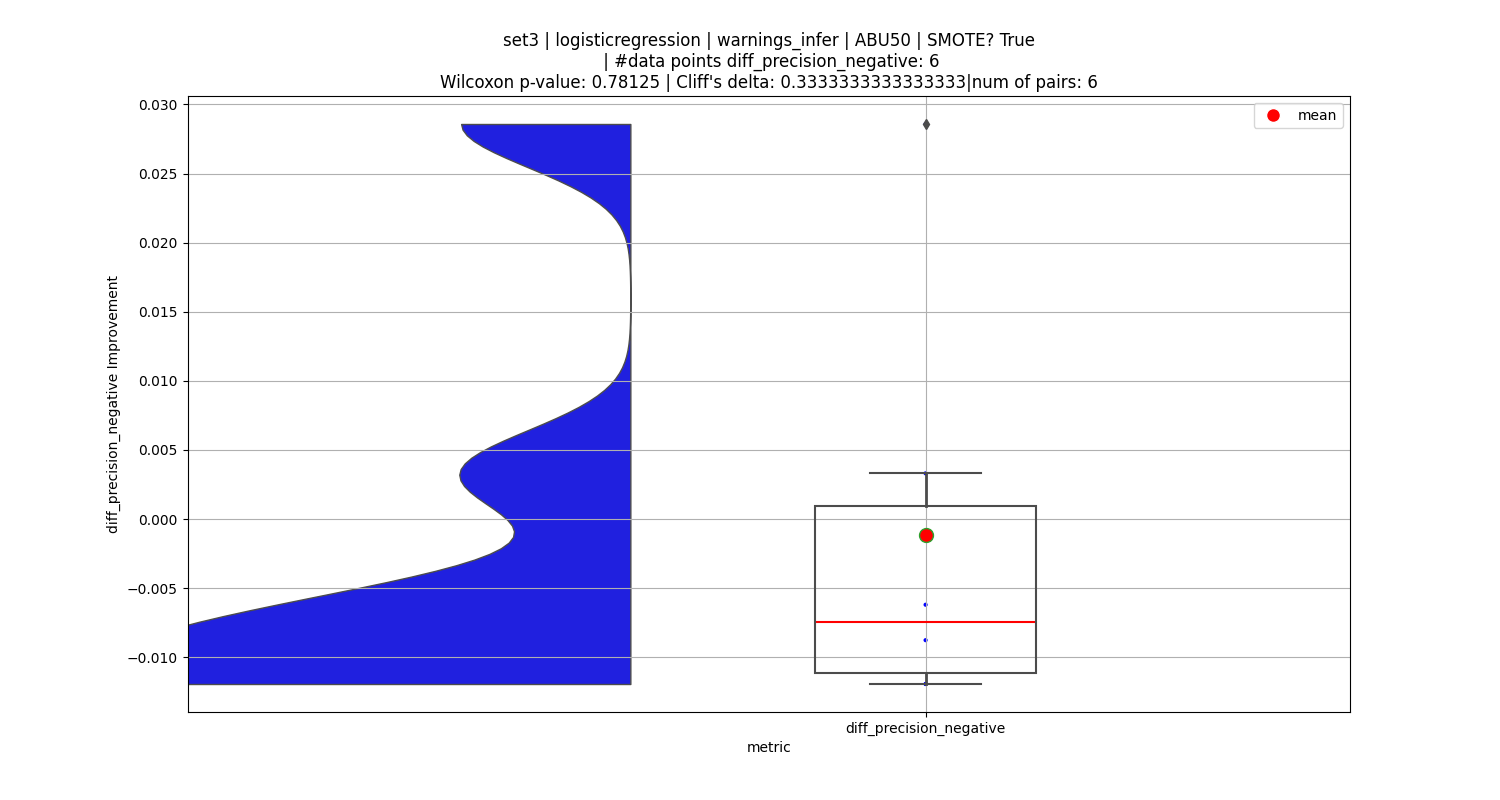 set3 | logisticregression | warnings_infer | ABU50 | SMOTE? True
| #data points diff_precision_negative: 6
Wilcoxon p-value: 0.78125 | Cliff's delta: 0.3333333333333333|num of pairs: 6
mean
0.030
0.025
0.020
0.015
0.010
0.005
0.000
−0.005
−0.010
diff_precision_negative Improvement
diff_precision_negative
metric